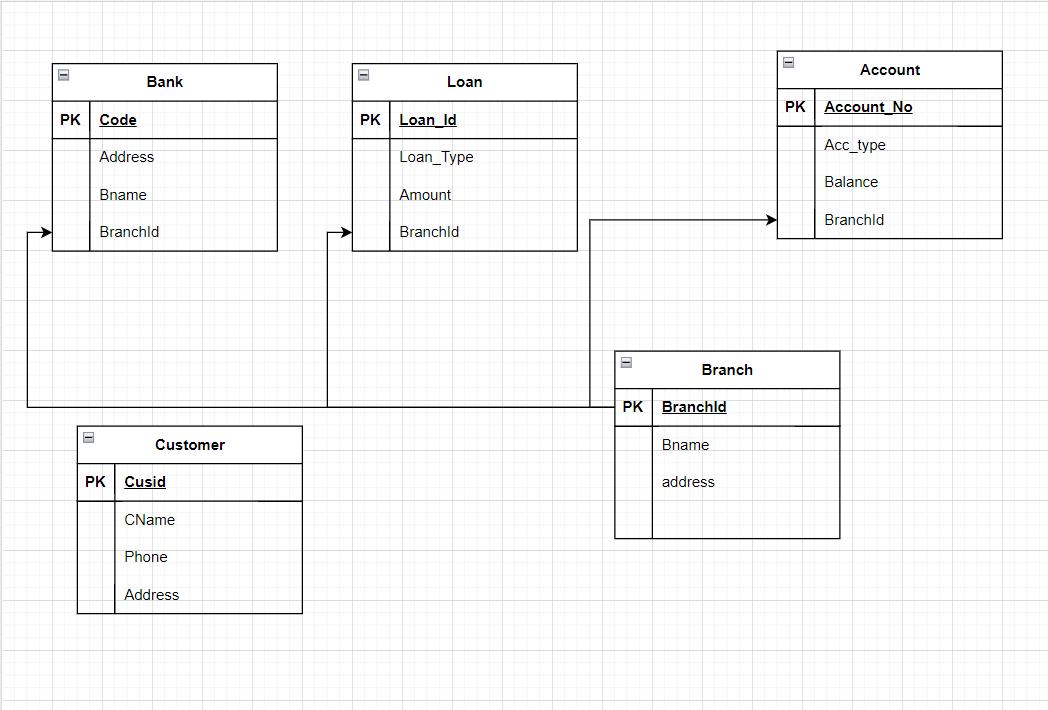 Bank
PK Code
Address
Bname
BranchId
Loan
PK Loan_Id
Loan_Type
Amount
BranchId
Account
PK Account_No
Acc_type
Balance
BranchId
Branch
PK BranchId
Bname
address
Customer
PK Cusid
CName
Phone
Address